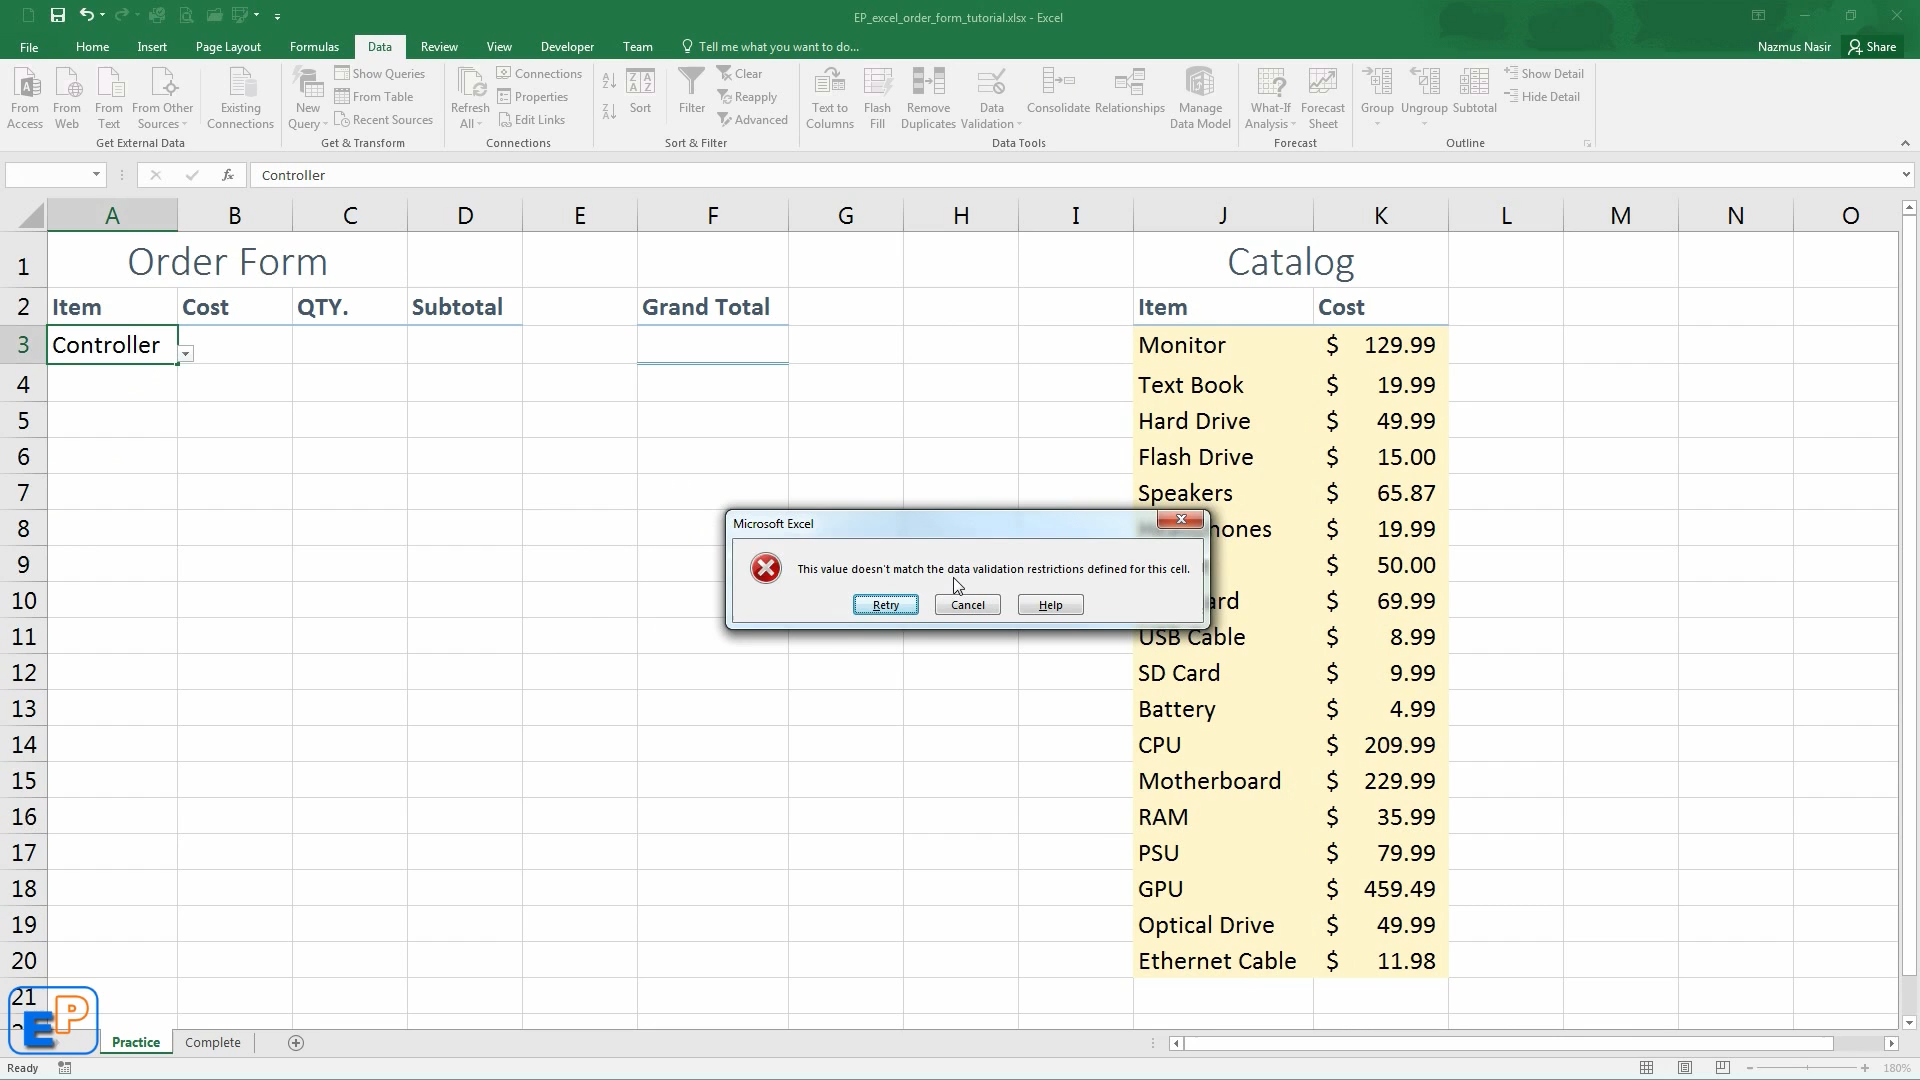 EP_excel_order_form_tutorial.xlsx - Excel
File Home Insert Page Layout Formulas Data Review View Developer Team Tell me what you want to do... Nazmus Nasir Share
From Access
From Web
From Text
From Other Sources
Existing Connections
Get External Data
New Query
Show Queries
From Table
Recent Sources
Get & Transform
Refresh All
Connections
Properties
Edit Links
Connections
Sort
Filter
Clear
Reapply
Advanced
Sort & Filter
Text to Columns
Flash Fill
Remove Duplicates
Data Validation
Consolidate
Relationships
Manage Data Model
Data Tools
What-If Analysis
Forecast Sheet
Forecast
Group
Ungroup
Subtotal
Show Detail
Hide Detail
Outline
fx Controller
A B C D E F G H I J K L M N O
1 Order Form Catalog
2 Item Cost QTY. Subtotal Grand Total Item Cost
3 Controller Monitor $ 129.99
4 Text Book $ 19.99
5 Hard Drive $ 49.99
6 Flash Drive $ 15.00
7 Speakers $ 65.87
8 hones $ 19.99
9 $ 50.00
10 ard $ 69.99
11 USB Cable $ 8.99
12 SD Card $ 9.99
13 Battery $ 4.99
14 CPU $ 209.99
15 Motherboard $ 229.99
16 RAM $ 35.99
17 PSU $ 79.99
18 GPU $ 459.49
19 Optical Drive $ 49.99
20 Ethernet Cable $ 11.98
21
Microsoft Excel
This value doesn't match the data validation restrictions defined for this cell.
Retry Cancel Help
EP
Practice Complete
Ready 180%